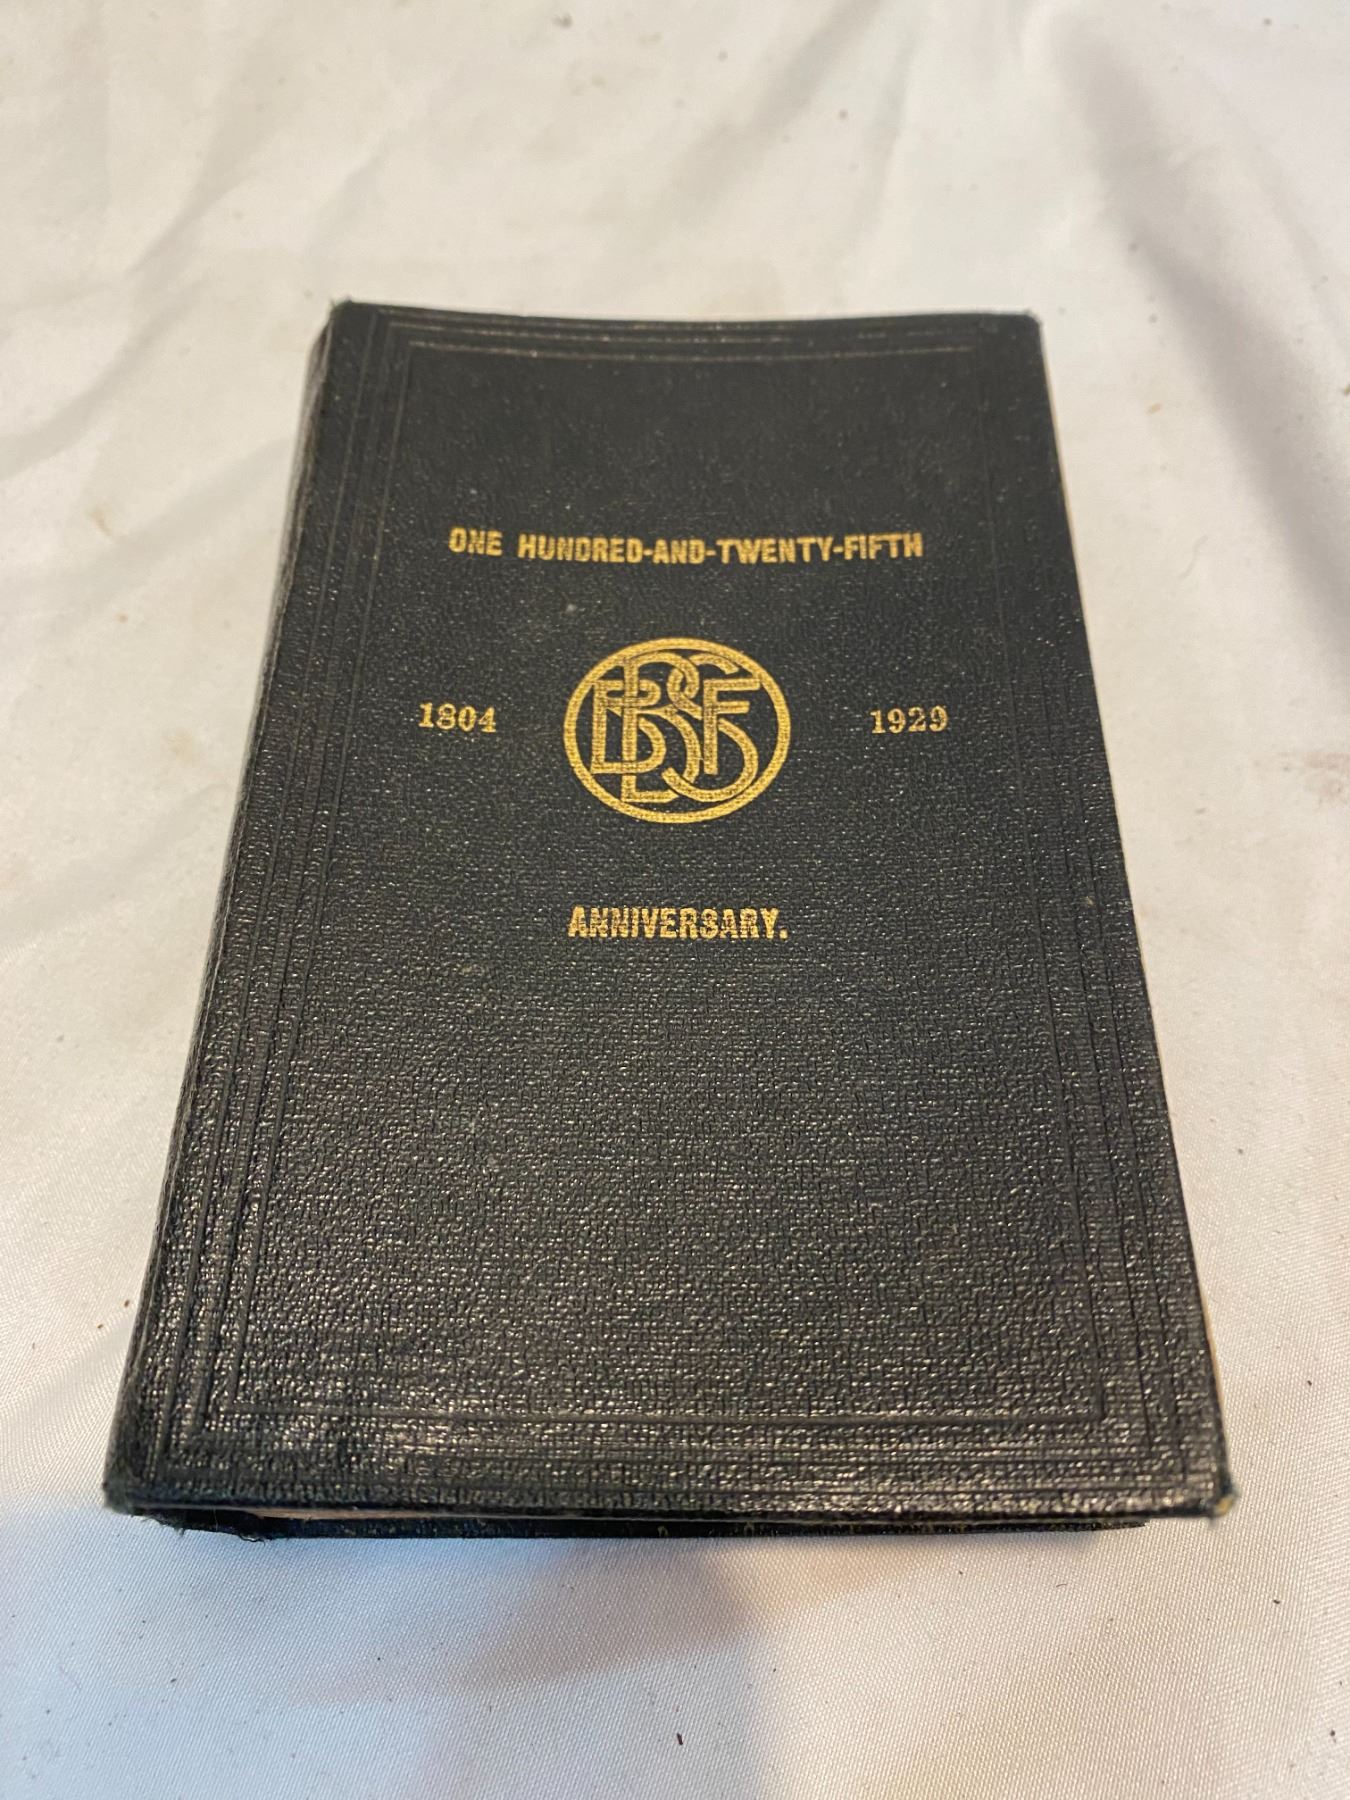 ONE HUNDRED-AND-TWENTY-FIFTH
1804 BFBS 1929
ANNIVERSARY.